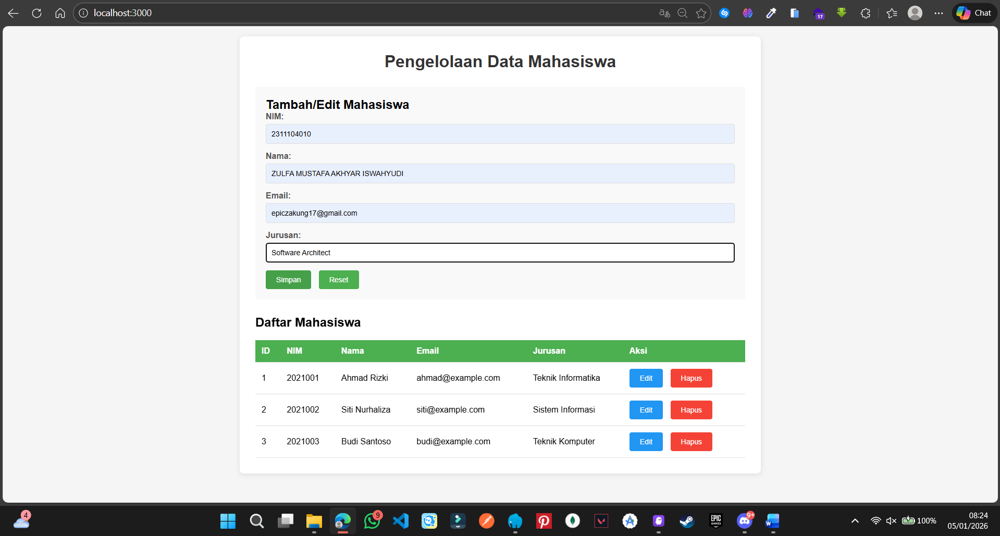 localhost:3000
17
Chat
Pengelolaan Data Mahasiswa
Tambah/Edit Mahasiswa
NIM:
2311104010
Nama:
ZULFA MUSTAFA AKHYAR ISWAHYUDI
Email:
epiczakung17@gmail.com
Jurusan:
Software Architect
Simpan Reset
Daftar Mahasiswa
ID NIM Nama Email Jurusan Aksi
1 2021001 Ahmad Rizki ahmad@example.com Teknik Informatika Edit Hapus
2 2021002 Siti Nurhaliza siti@example.com Sistem Informasi Edit Hapus
3 2021003 Budi Santoso budi@example.com Teknik Komputer Edit Hapus
4
9
EPIC
GAMES
9+
W
100%
08:24
05/01/2026